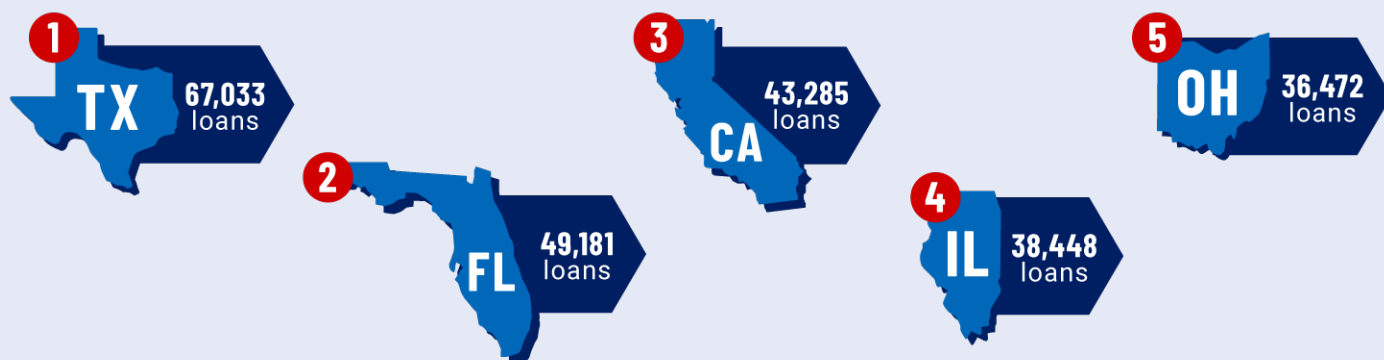 1
TX
67,033
loans
2
FL
49,181
loans
3
CA
43,285
loans
4
IL
38,448
loans
5
OH
36,472
loans